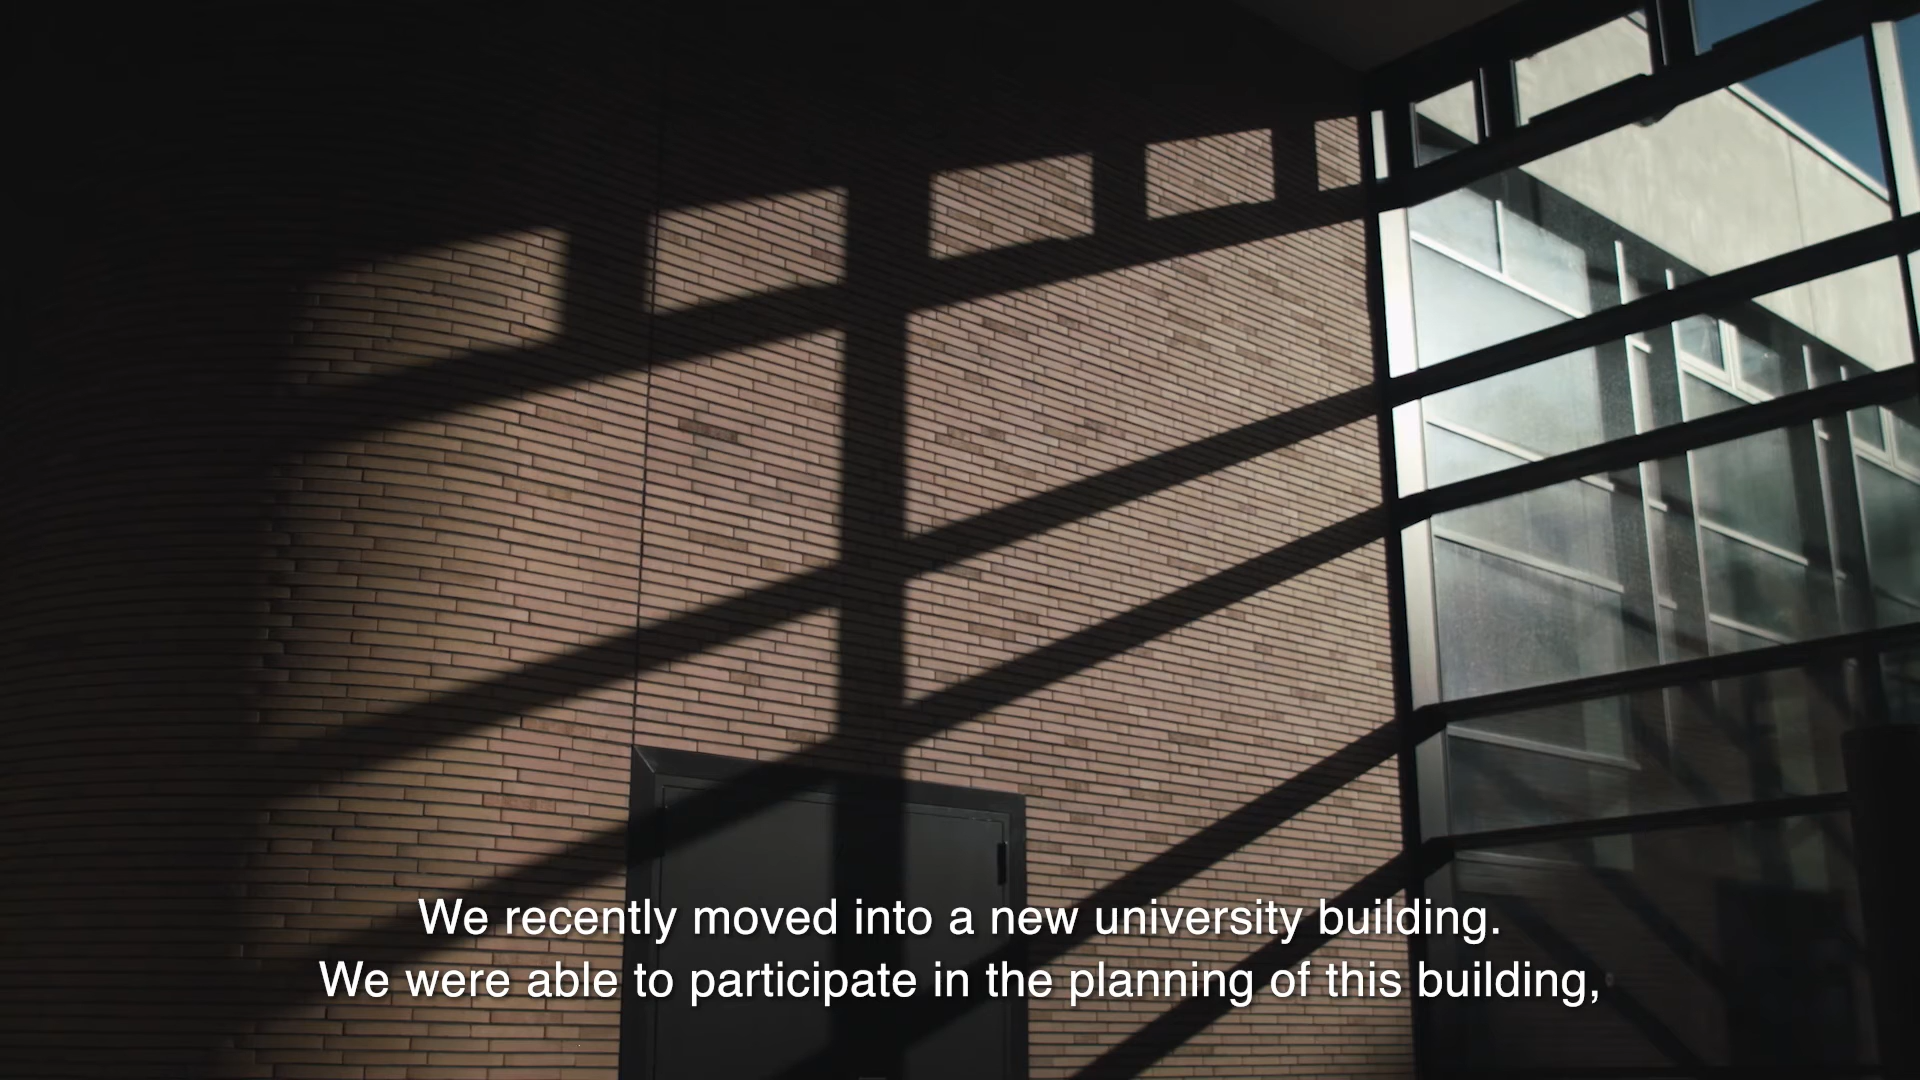 We recently moved into a new university building.
We were able to participate in the planning of this building,